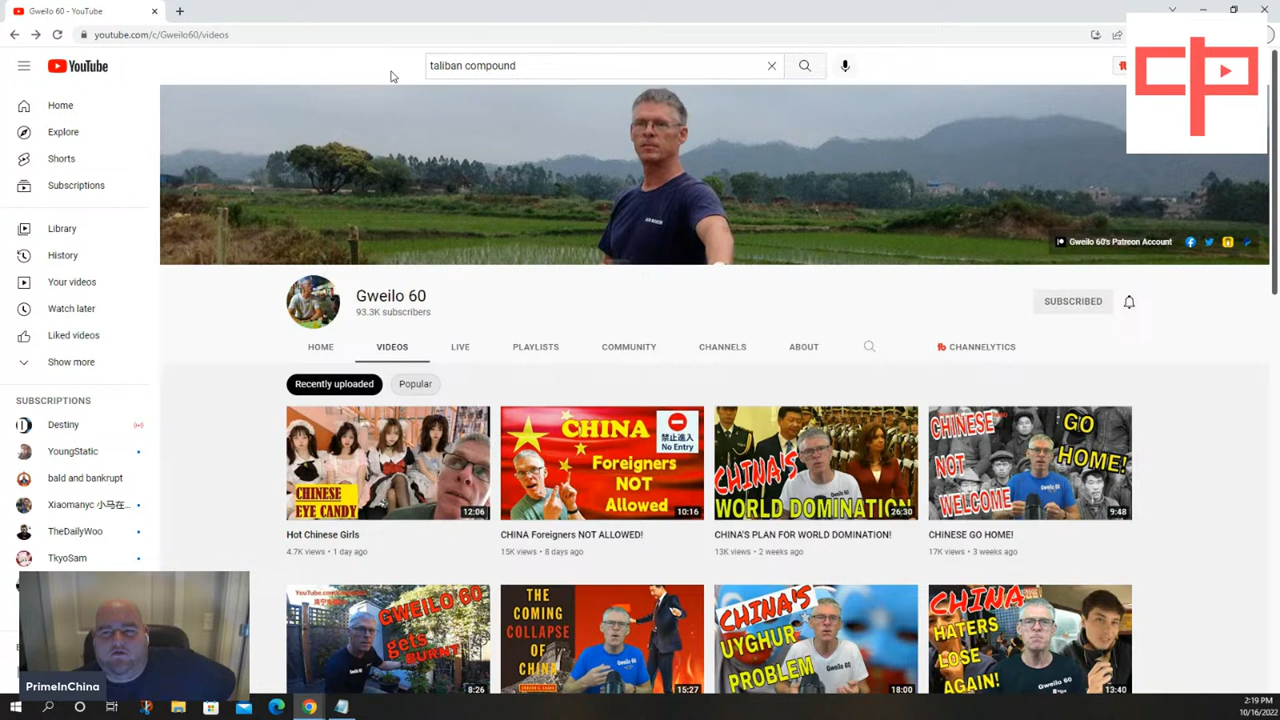 Gweilo 60 - YouTube
youtube.com/c/Gweilo60/videos
YouTube
taliban compound
Home
Explore
Shorts
Subscriptions
Library
History
Your videos
Watch later
Liked videos
Show more
SUBSCRIPTIONS
Destiny
YoungStatic
bald and bankrupt
Xiaomanyc 小马在...
TheDailyWoo
TkyoSam
PrimeInChina
Gweilo 60's Patreon Account
Gweilo 60
93.3K subscribers
SUBSCRIBED
HOME
VIDEOS
LIVE
PLAYLISTS
COMMUNITY
CHANNELS
ABOUT
CHANNELYTICS
Recently uploaded
Popular
CHINESE
EYE CANDY
12:06
Hot Chinese Girls
4.7K views • 1 day ago
CHINA
禁止進入
No Entry
Foreigners
NOT
Allowed
10:16
CHINA Foreigners NOT ALLOWED!
15K views • 8 days ago
CHINA'S
WORLD DOMINATION!
26:30
CHINA'S PLAN FOR WORLD DOMINATION!
13K views • 2 weeks ago
CHINESE
NOT
WELCOME
GO
HOME!
Gweilo 60
9:48
CHINESE GO HOME!
17K views • 3 weeks ago
GWEILO 60
gets
BURNT
8:26
THE
COMING
COLLAPSE
OF
CHINA
Gweilo 60
15:27
CHINA'S
UYGHUR
PROBLEM
Gweilo 60
18:00
CHINA
HATERS
LOSE
AGAIN!
Gweilo 60
13:40
2:19 PM
10/16/2022